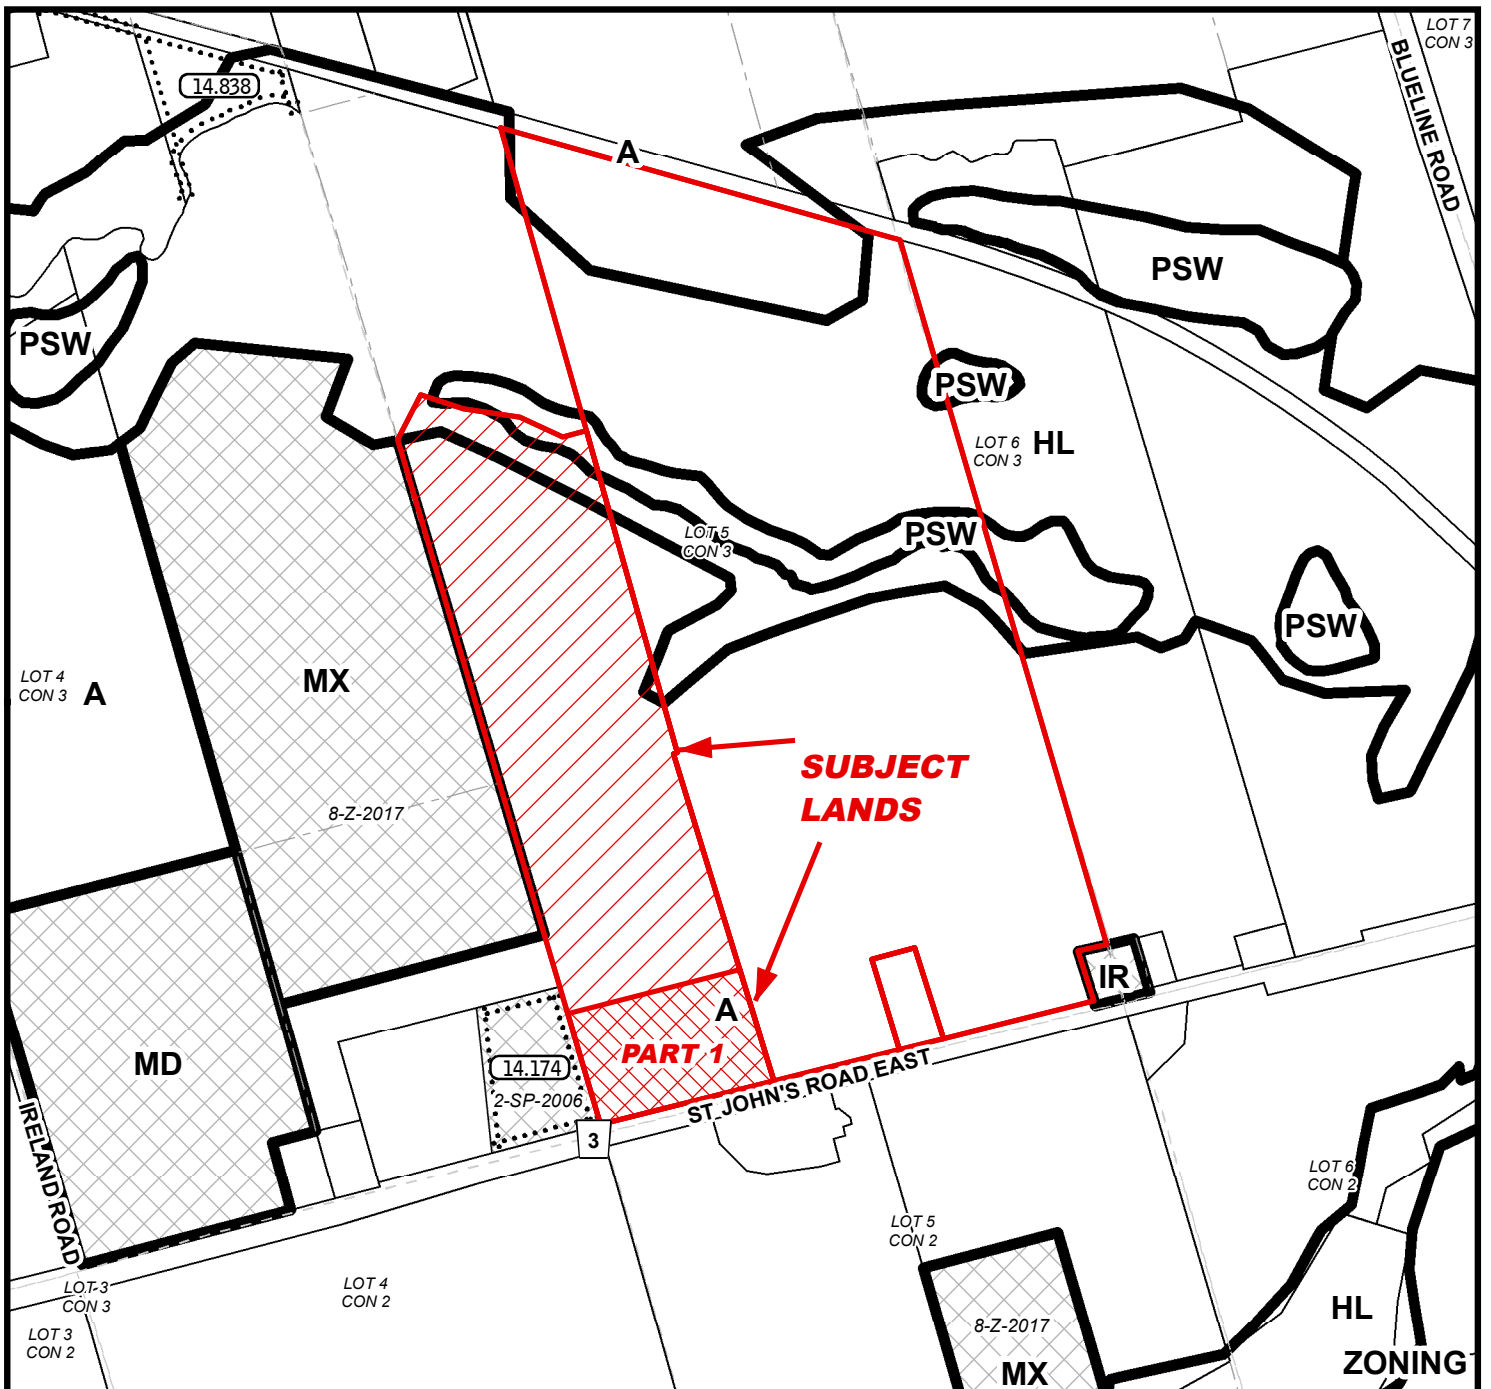 LOT 7
CON 3
BLUELINE ROAD
14.838
A
PSW
PSW
PSW
LOT 6
CON 3
HL
LOT 5
CON 3
PSW
PSW
LOT 4
CON 3
A
MX
SUBJECT
LANDS
8-Z-2017
IR
A
PART 1
MD
14.174
2-SP-2006
ST. JOHN'S ROAD EAST
3
IRELAND ROAD
LOT 6
CON 2
LOT 5
CON 2
LOT 3
CON 3
LOT 4
CON 2
LOT 3
CON 2
8-Z-2017
MX
HL
ZONING